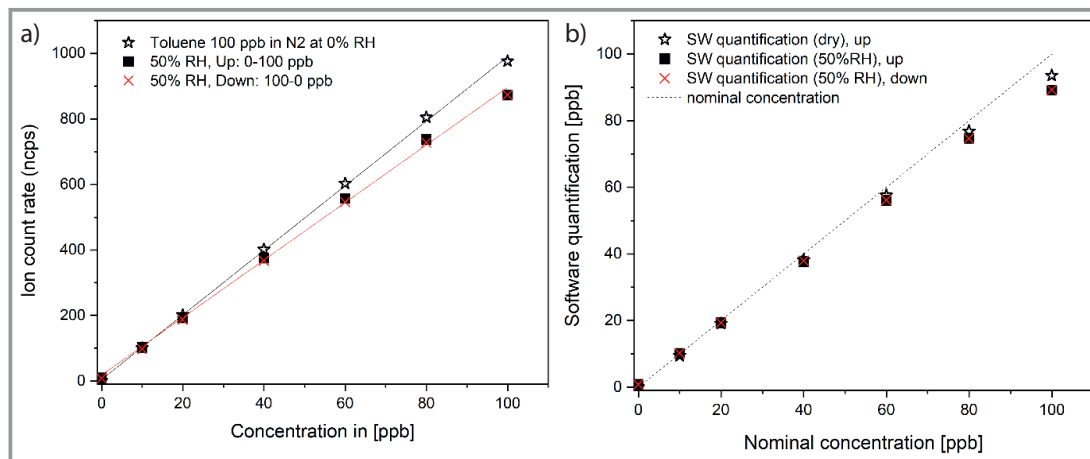 a)
Toluene 100 ppb in N2 at 0% RH
50% RH, Up: 0-100 ppb
50% RH, Down: 100-0 ppb
1000
800
600
400
200
0
Ion count rate (ncps)
0 20 40 60 80 100
Concentration in [ppb]
b)
SW quantification (dry), up
SW quantification (50%RH), up
SW quantification (50% RH), down
nominal concentration
100
80
60
40
20
0
Software quantification [ppb]
0 20 40 60 80 100
Nominal concentration [ppb]